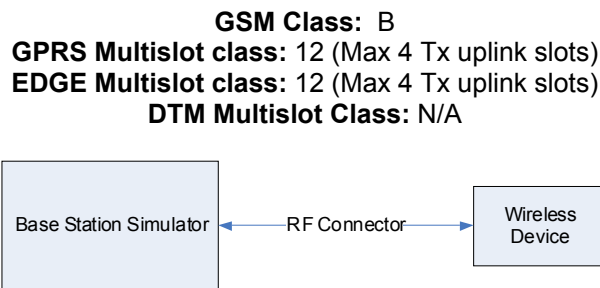 GSM Class: B
GPRS Multislot class: 12 (Max 4 Tx uplink slots)
EDGE Multislot class: 12 (Max 4 Tx uplink slots)
DTM Multislot Class: N/A
Base Station Simulator
RF Connector
Wireless
Device